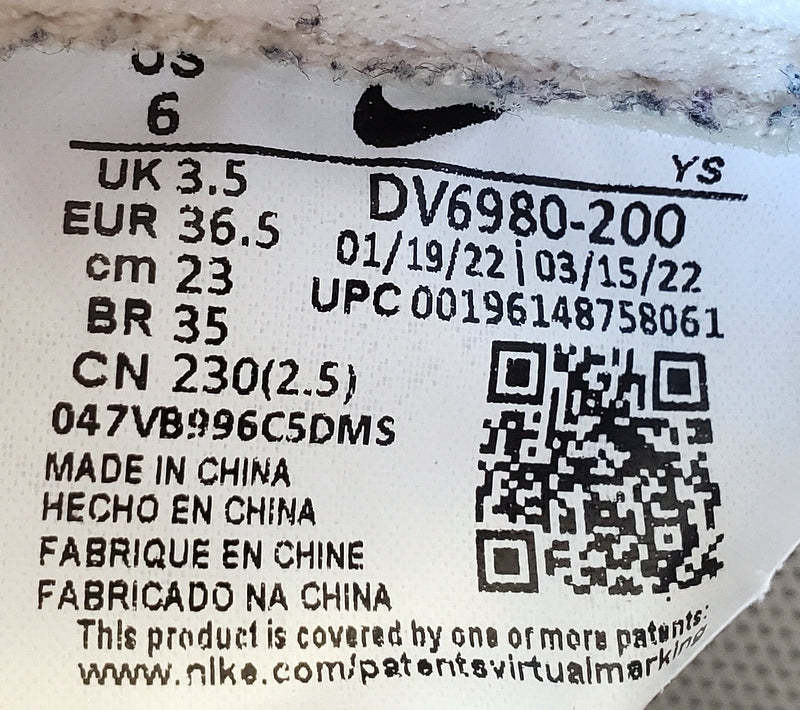 US
6
YS
UK 3.5
EUR 36.5
cm 23
BR 35
CN 230(2.5)
DV6980-200
01/19/22 | 03/15/22
UPC 00196148758061
047VB996C5DMS
MADE IN CHINA
HECHO EN CHINA
FABRIQUE EN CHINE
FABRICADO NA CHINA
This product is covered by one or more patents:
www.nike.com/patentsvirtualmarking